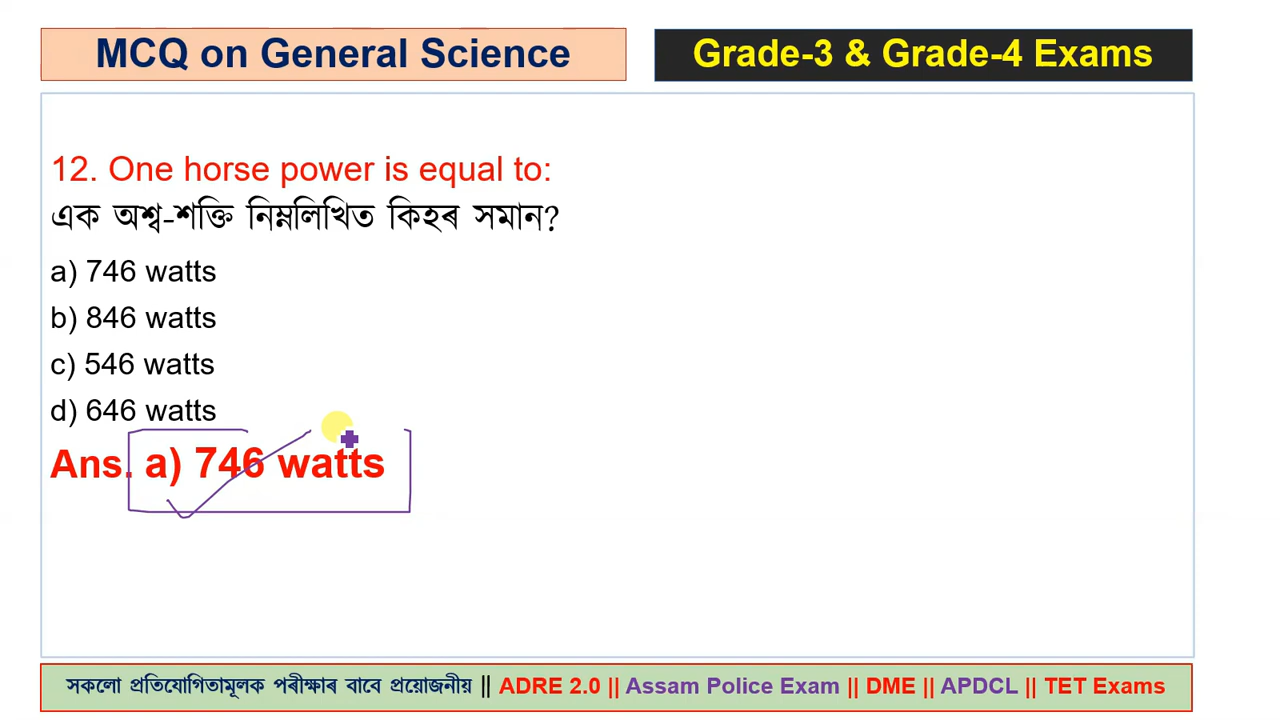 MCQ on General Science
Grade-3 & Grade-4 Exams
12. One horse power is equal to:
এক অশ্ব-শক্তি নিম্নলিখিত কিহৰ সমান?
a) 746 watts
b) 846 watts
c) 546 watts
d) 646 watts
Ans. a) 746 watts
সকলো প্ৰতিযোগিতামূলক পৰীক্ষাৰ বাবে প্ৰয়োজনীয় || ADRE 2.0 || Assam Police Exam || DME || APDCL || TET Exams